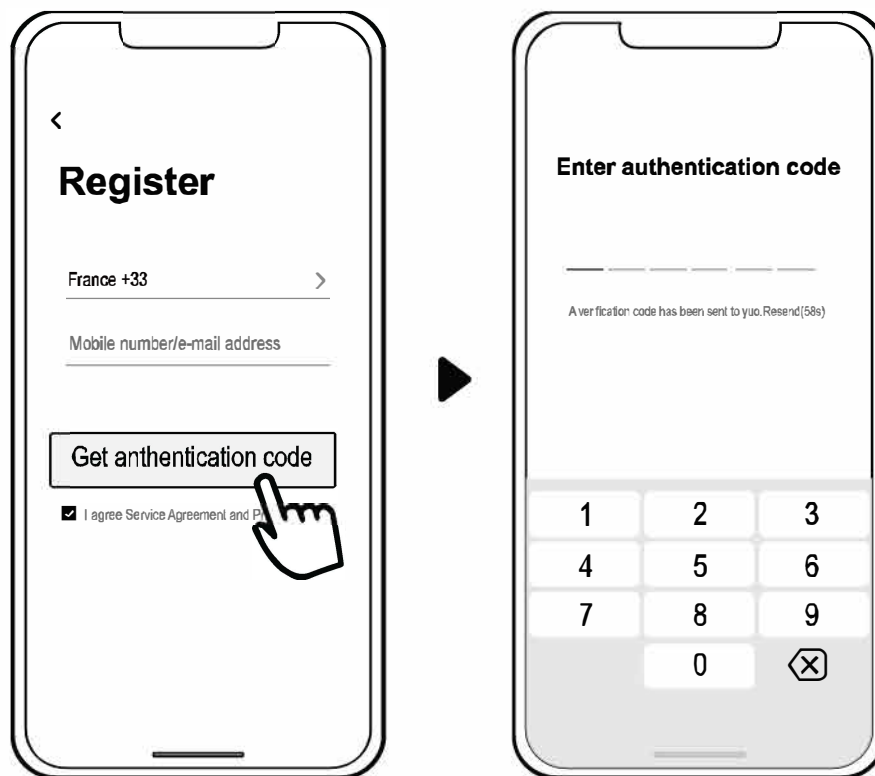 Register
France +33
Mobile number/e-mail address
Get anthentication code
I agree Service Agreement and
Enter authentication code
A verfication code has been sent to yuo.Resend(58s)
1 2 3
4 5 6
7 8 9
0